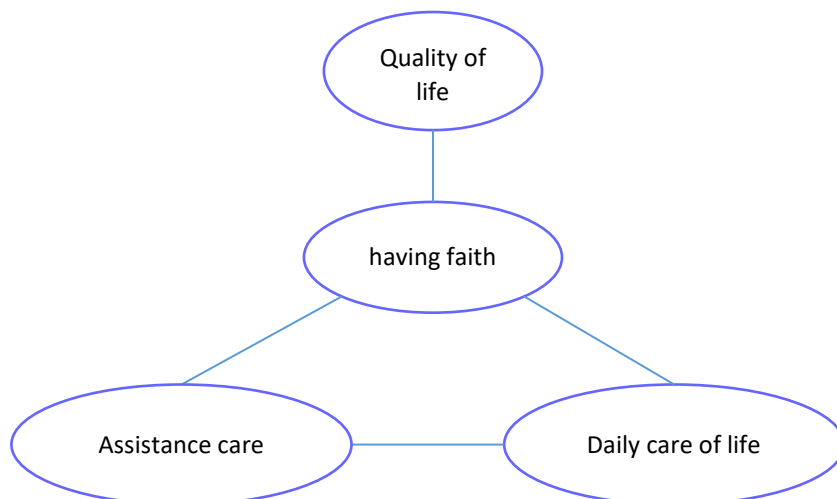 Quality of
life
having faith
Assistance care
Daily care of life